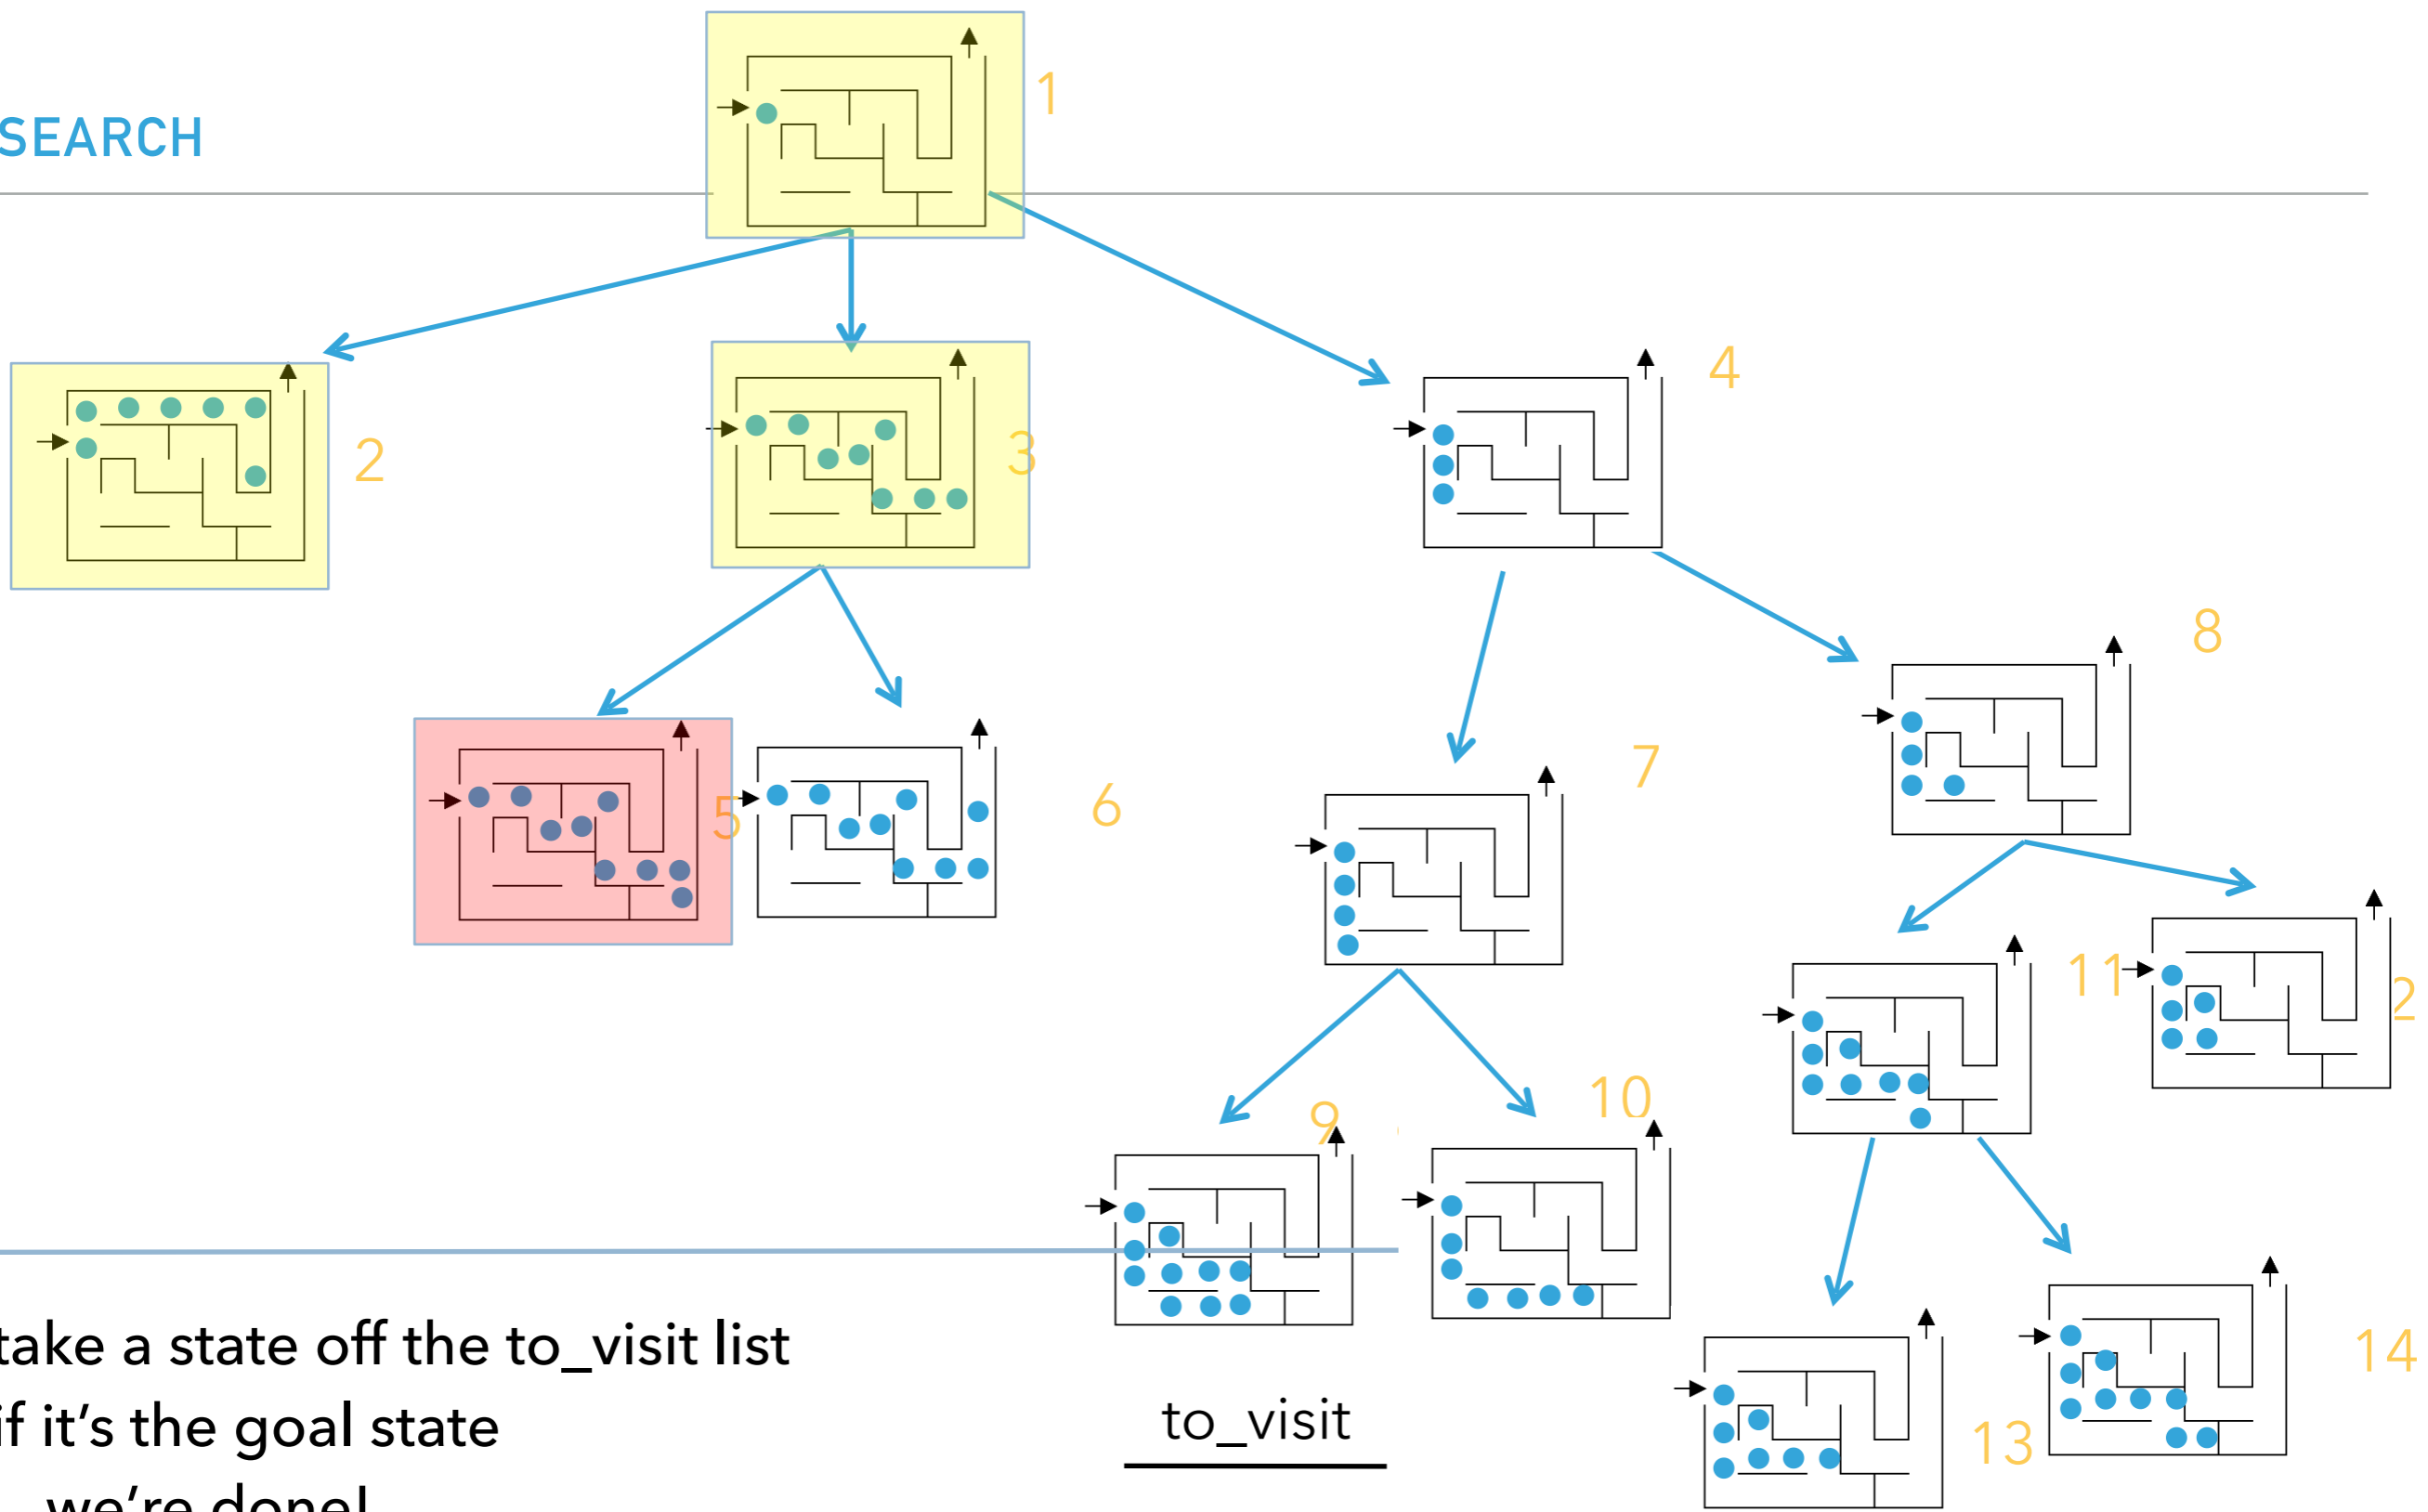 SEARCH
1
2
3
4
5
6
7
8
9
10
11
2
13
14
take a state off the to_visit list
if it's the goal state
we're done!
to_visit